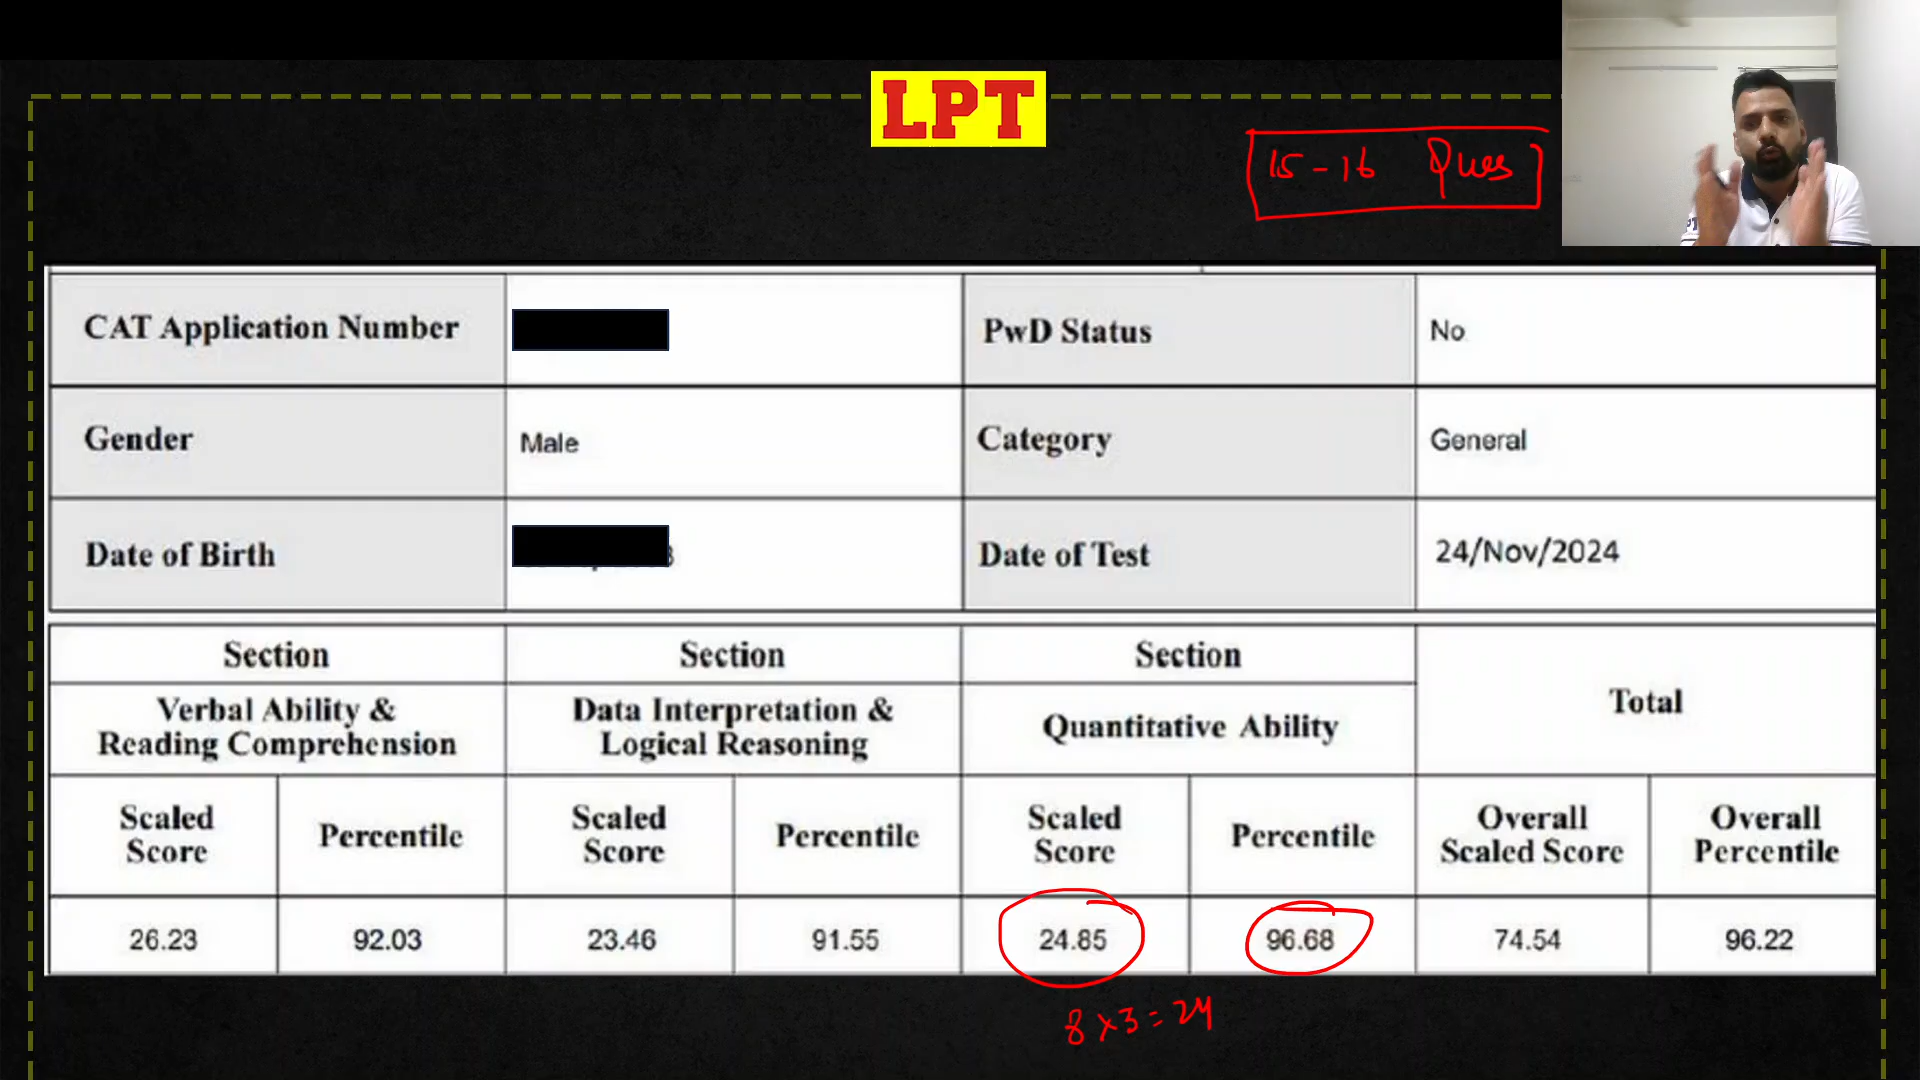 LPT
15-16 Ques
CAT Application Number
PwD Status
No
Gender
Male
Category
General
Date of Birth
Date of Test
24/Nov/2024
Section
Section
Section
Total
Verbal Ability &
Reading Comprehension
Data Interpretation &
Logical Reasoning
Quantitative Ability
Scaled
Score
Percentile
Scaled
Score
Percentile
Scaled
Score
Percentile
Overall
Scaled Score
Overall
Percentile
26.23
92.03
23.46
91.55
24.85
96.68
74.54
96.22
8x3=24